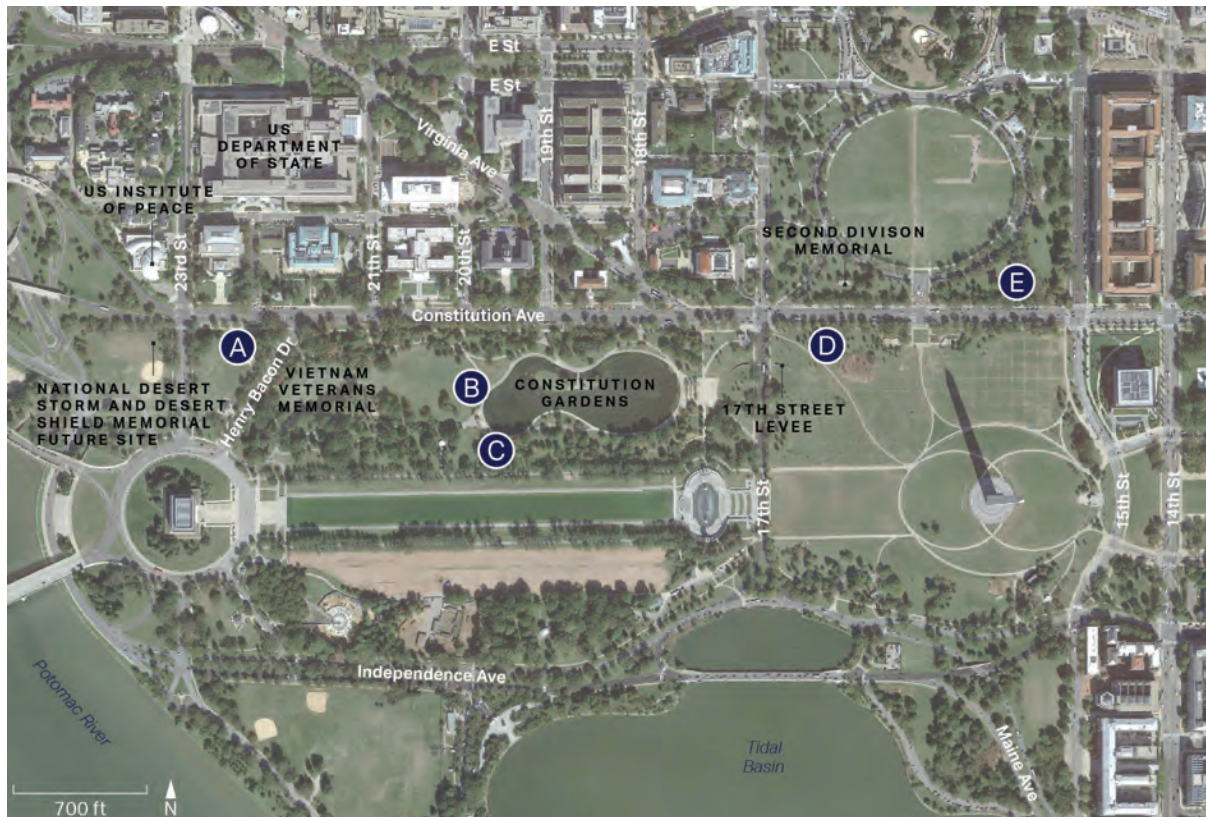 E St
E St
US
DEPARTMENT
OF STATE
Virginia Ave
19th St
18th St
US INSTITUTE
OF PEACE
23rd St
21th St
20th St
SECOND DIVISON
MEMORIAL
E
Constitution Ave
A
Henry Bacon Dr
D
VIETNAM
VETERANS
MEMORIAL
B
CONSTITUTION
GARDENS
NATIONAL DESERT
STORM AND DESERT
SHIELD MEMORIAL
FUTURE SITE
17TH STREET
LEVEE
C
17th St
15th St
14th St
Independence Ave
Potomac River
Tidal
Basin
Maine Ave
700 ft
N